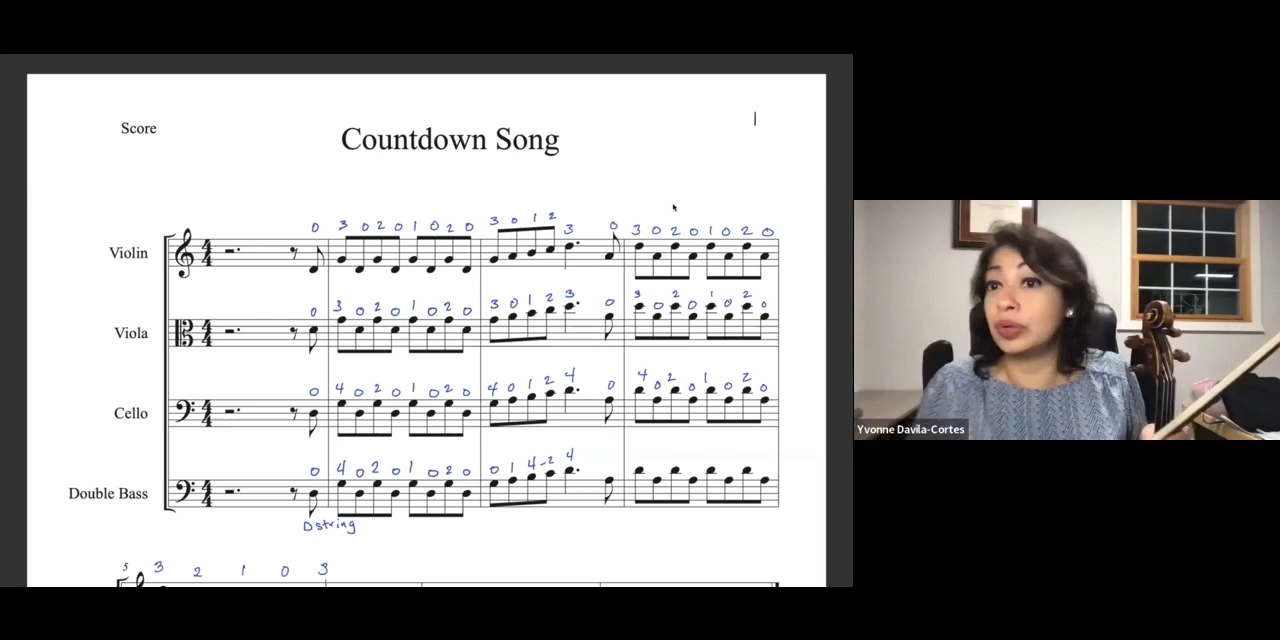 Score
1
Countdown Song
0 3 0 2 0 1 0 2 0 3 0 1 2 3 0 3 0 2 0 1 0 2 0
Violin
0 3 0 2 0 1 0 2 0 3 0 1 2 3 0 3 0 2 0 1 0 2 0
Viola
0 4 0 2 0 1 0 2 0 4 0 1 2 4 0 4 0 2 0 1 0 2 0
Cello
0 4 0 2 0 1 0 2 0 0 1 4-2 4
Double Bass
D string
5 3 2 1 0 3
Yvonne Davila-Cortes